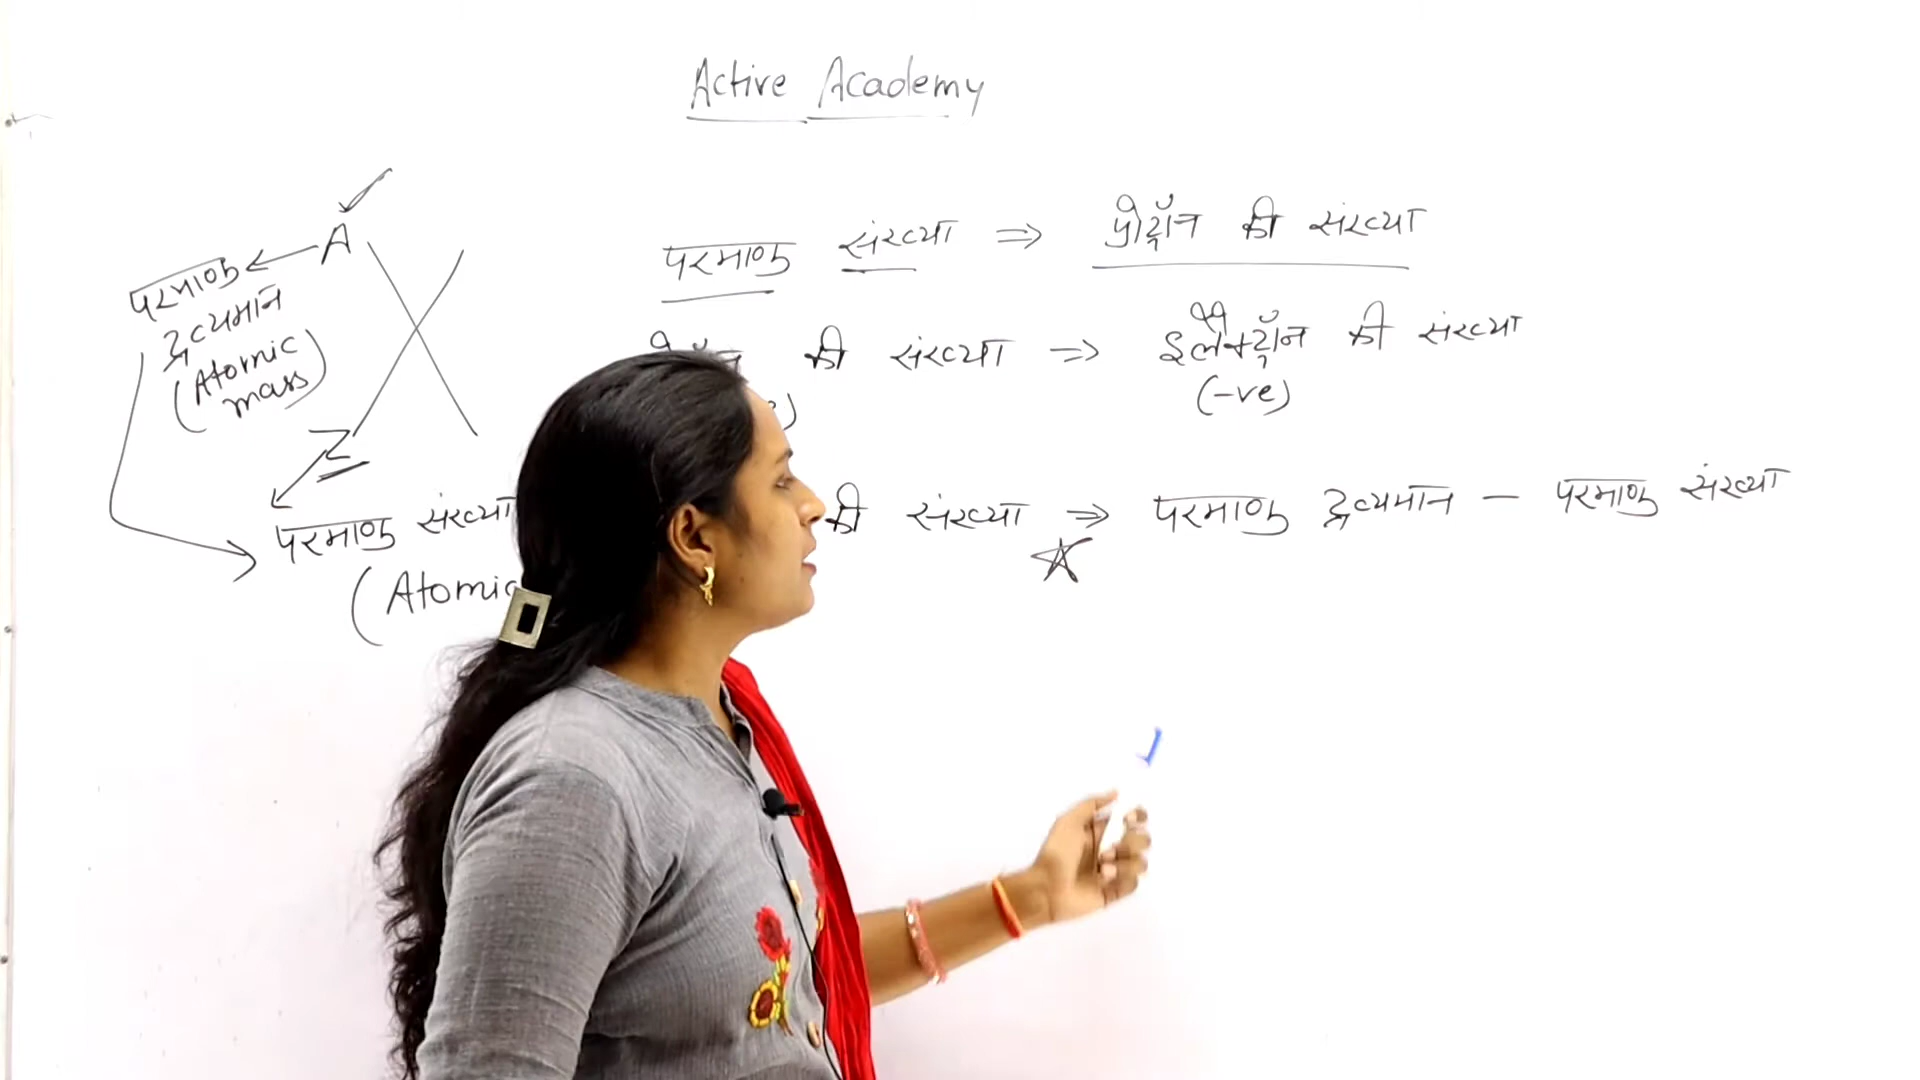 Active Academy
A
परमाणु
द्रव्यमान
(Atomic
mass)
X
Z
परमाणु संख्या
(Atomic
परमाणु संख्या ⇒ प्रोट्रॉन की संख्या
की संख्या ⇒ इलैक्ट्रॉन की संख्या
(-ve)
की संख्या ⇒ परमाणु द्रव्यमान - परमाणु संख्या